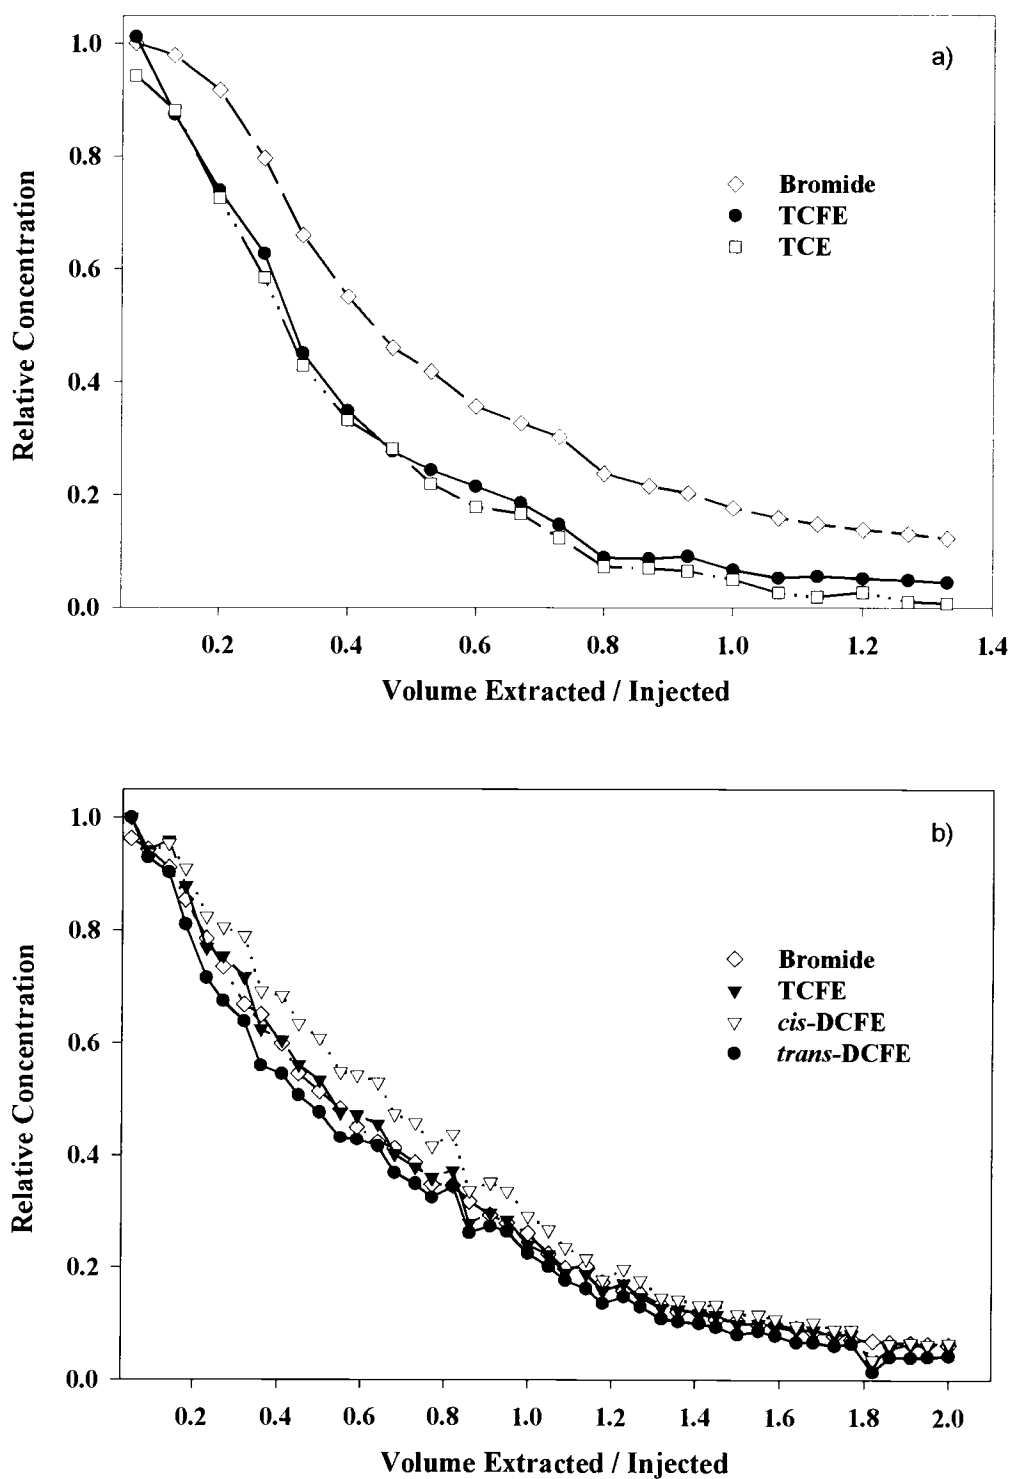 a)
1.0
0.8
0.6
0.4
0.2
0.0
Relative Concentration
Bromide
TCFE
TCE
0.2 0.4 0.6 0.8 1.0 1.2 1.4
Volume Extracted / Injected
b)
1.0
0.8
0.6
0.4
0.2
0.0
Relative Concentration
Bromide
TCFE
cis-DCFE
trans-DCFE
0.2 0.4 0.6 0.8 1.0 1.2 1.4 1.6 1.8 2.0
Volume Extracted / Injected